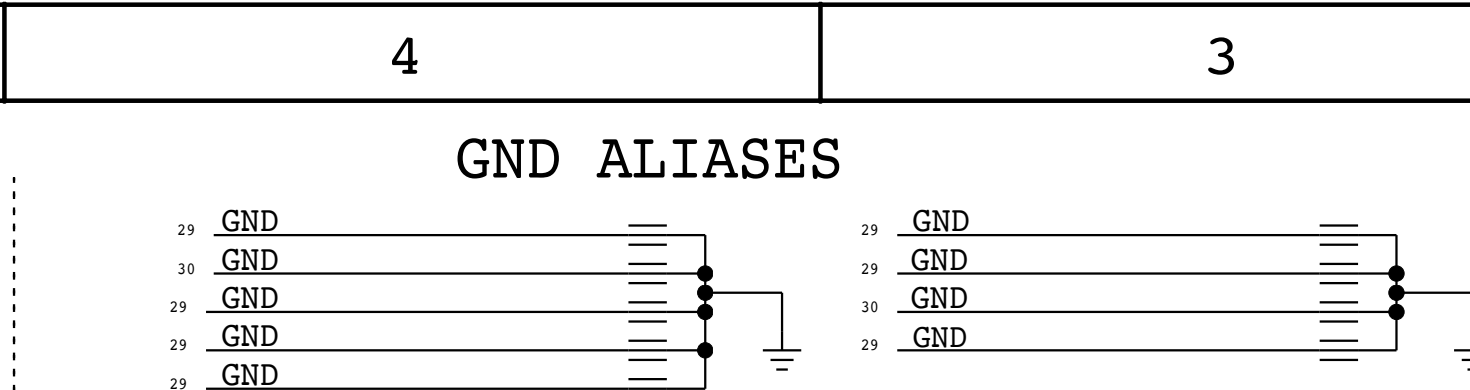 4 3
GND ALIASES
29 GND 29 GND
30 GND 29 GND
29 GND 30 GND
29 GND 29 GND
29 GND